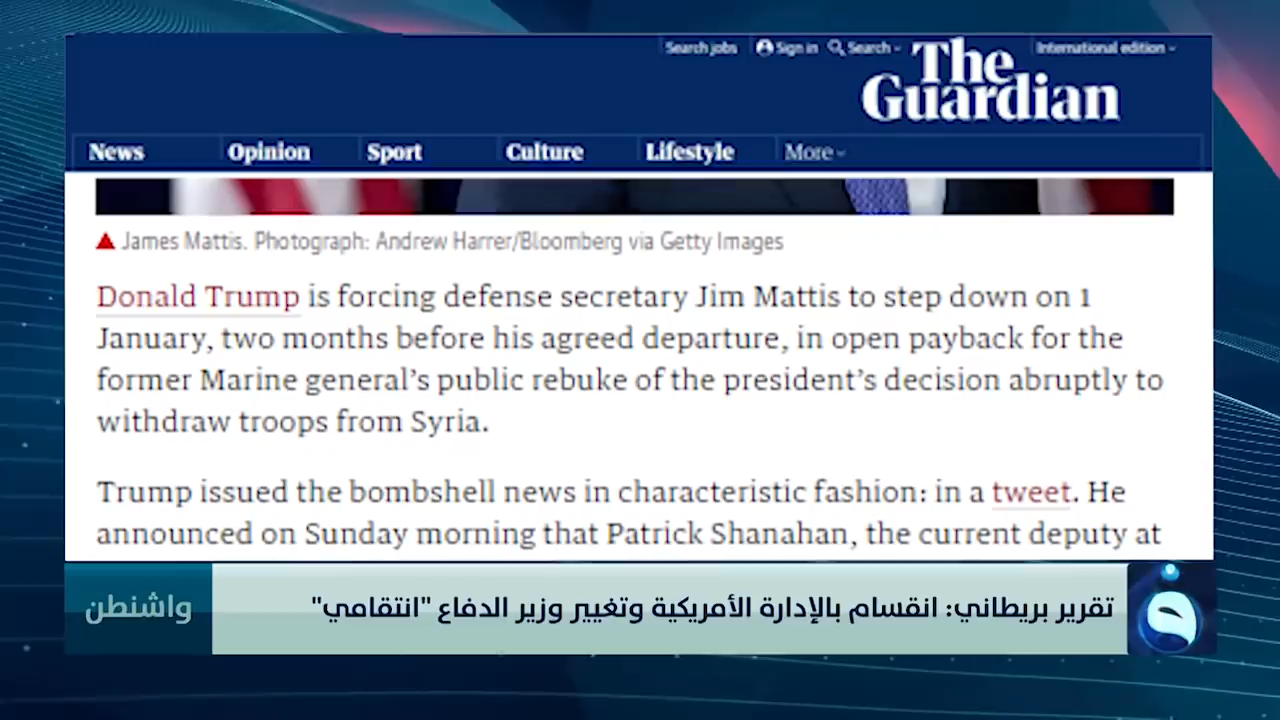 Search jobs Sign in Search International edition
The
Guardian
News Opinion Sport Culture Lifestyle More
James Mattis. Photograph: Andrew Harrer/Bloomberg via Getty Images
Donald Trump is forcing defense secretary Jim Mattis to step down on 1
January, two months before his agreed departure, in open payback for the
former Marine general’s public rebuke of the president’s decision abruptly to
withdraw troops from Syria.
Trump issued the bombshell news in characteristic fashion: in a tweet. He
announced on Sunday morning that Patrick Shanahan, the current deputy at
تقرير بريطاني: انقسام بالإدارة الأمريكية وتغيير وزير الدفاع "انتقامي"
واشنطن